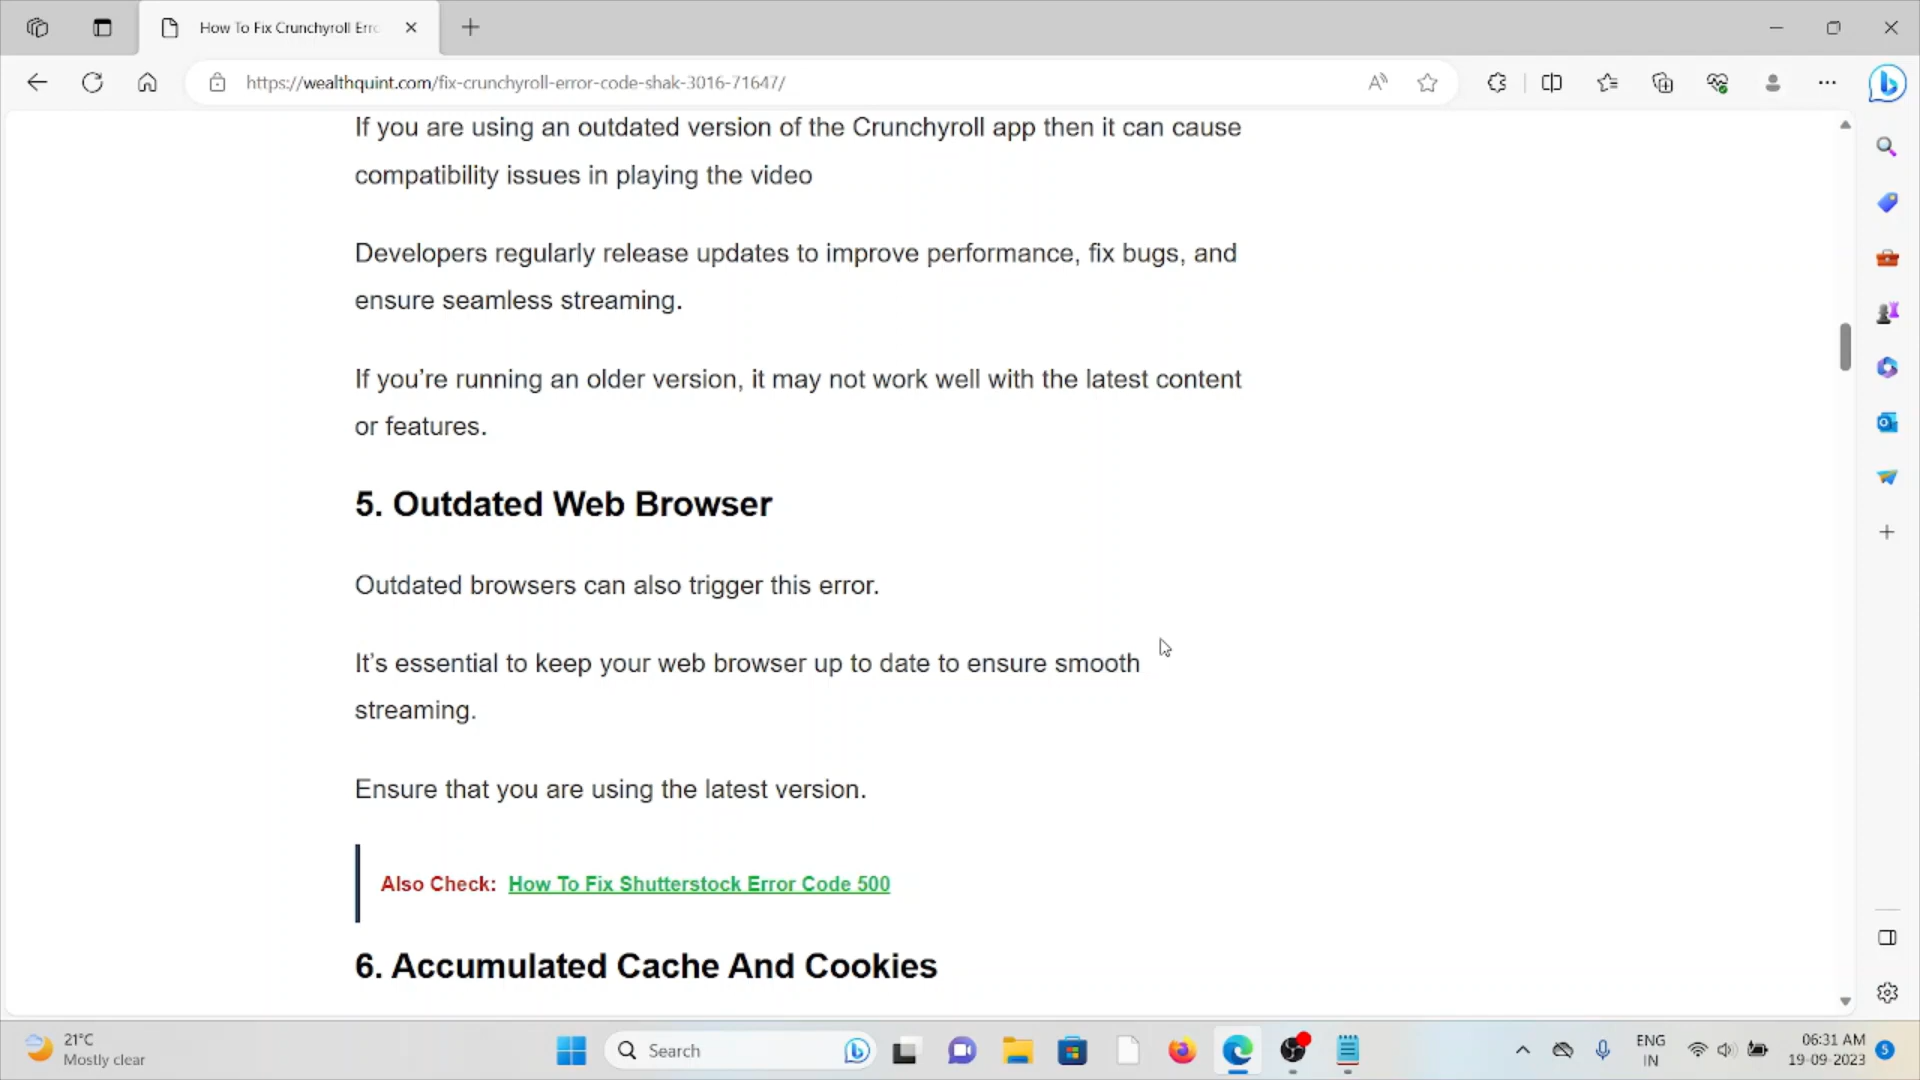 How To Fix Crunchyroll Erro
https://wealthquint.com/fix-crunchyroll-error-code-shak-3016-71647/
If you are using an outdated version of the Crunchyroll app then it can cause
compatibility issues in playing the video
Developers regularly release updates to improve performance, fix bugs, and
ensure seamless streaming.
If you’re running an older version, it may not work well with the latest content
or features.
5. Outdated Web Browser
Outdated browsers can also trigger this error.
It’s essential to keep your web browser up to date to ensure smooth
streaming.
Ensure that you are using the latest version.
Also Check: How To Fix Shutterstock Error Code 500
6. Accumulated Cache And Cookies
21°C
Mostly clear
Search
ENG
IN
06:31 AM
19-09-2023
5